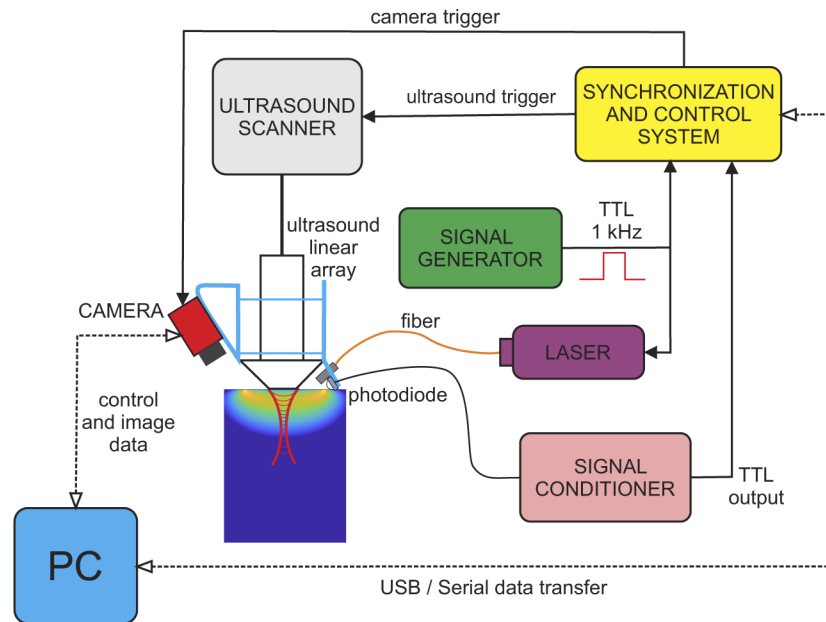 camera trigger
ULTRASOUND
SCANNER
ultrasound trigger
SYNCHRONIZATION
AND CONTROL
SYSTEM
ultrasound
linear
array
SIGNAL
GENERATOR
TTL
1 kHz
CAMERA
fiber
LASER
photodiode
control
and image
data
SIGNAL
CONDITIONER
TTL
output
PC
USB / Serial data transfer